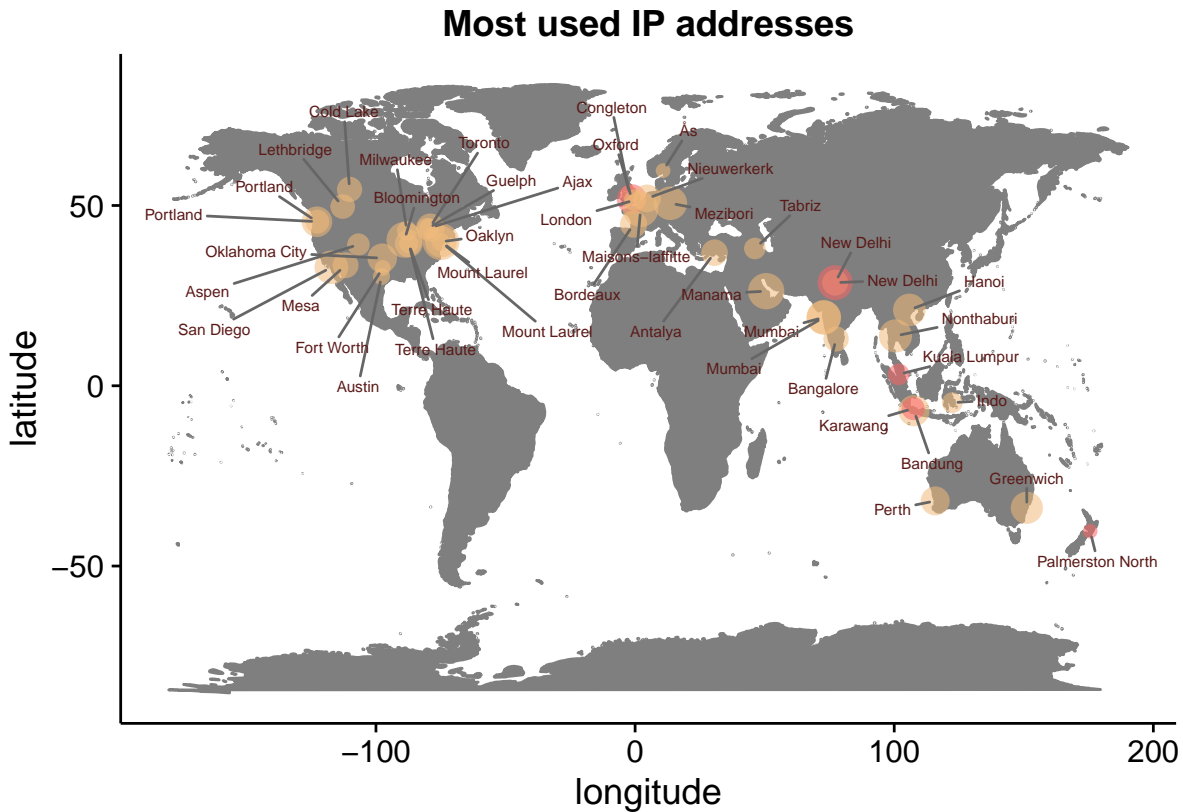 Most used IP addresses
Cold Lake
Congleton
Lethbridge
Milwaukee
Toronto
Oxford
As
Portland
Bloomington
Guelph
Ajax
Nieuwerkerk
Portland
London
Mezibori
Tabriz
Oklahoma City
Oaklyn
Maisons−laffitte
New Delhi
Aspen
Mount Laurel
New Delhi
Hanoi
Mesa
Bordeaux
Manama
San Diego
Terre Haute
Mount Laurel
Antalya
Mumbai
Nonthaburi
Fort Worth
Terre Haute
Mumbai
Kuala Lumpur
Austin
Bangalore
Indo
Karawang
Bandung
Greenwich
Perth
Palmerston North
50
0
−50
latitude
−100
0
100
200
longitude